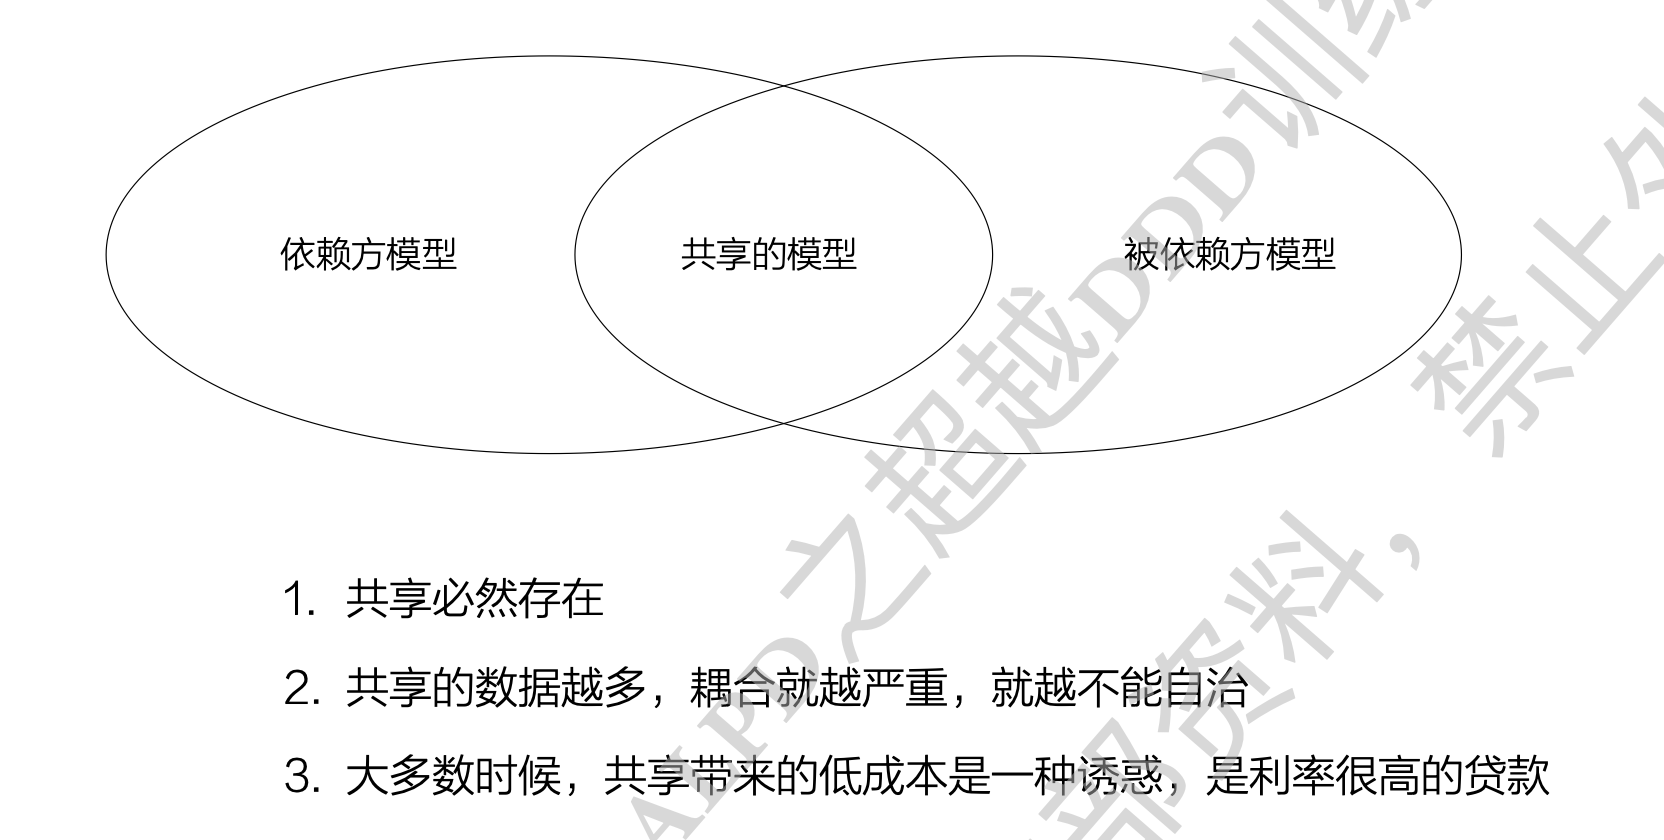 依赖方模型 共享的模型 被依赖方模型
1. 共享必然存在
2. 共享的数据越多，耦合就越严重，就越不能自治
3. 大多数时候，共享带来的低成本是一种诱惑，是利率很高的贷款
ALPD之超越DDD训练
部资料，禁止外